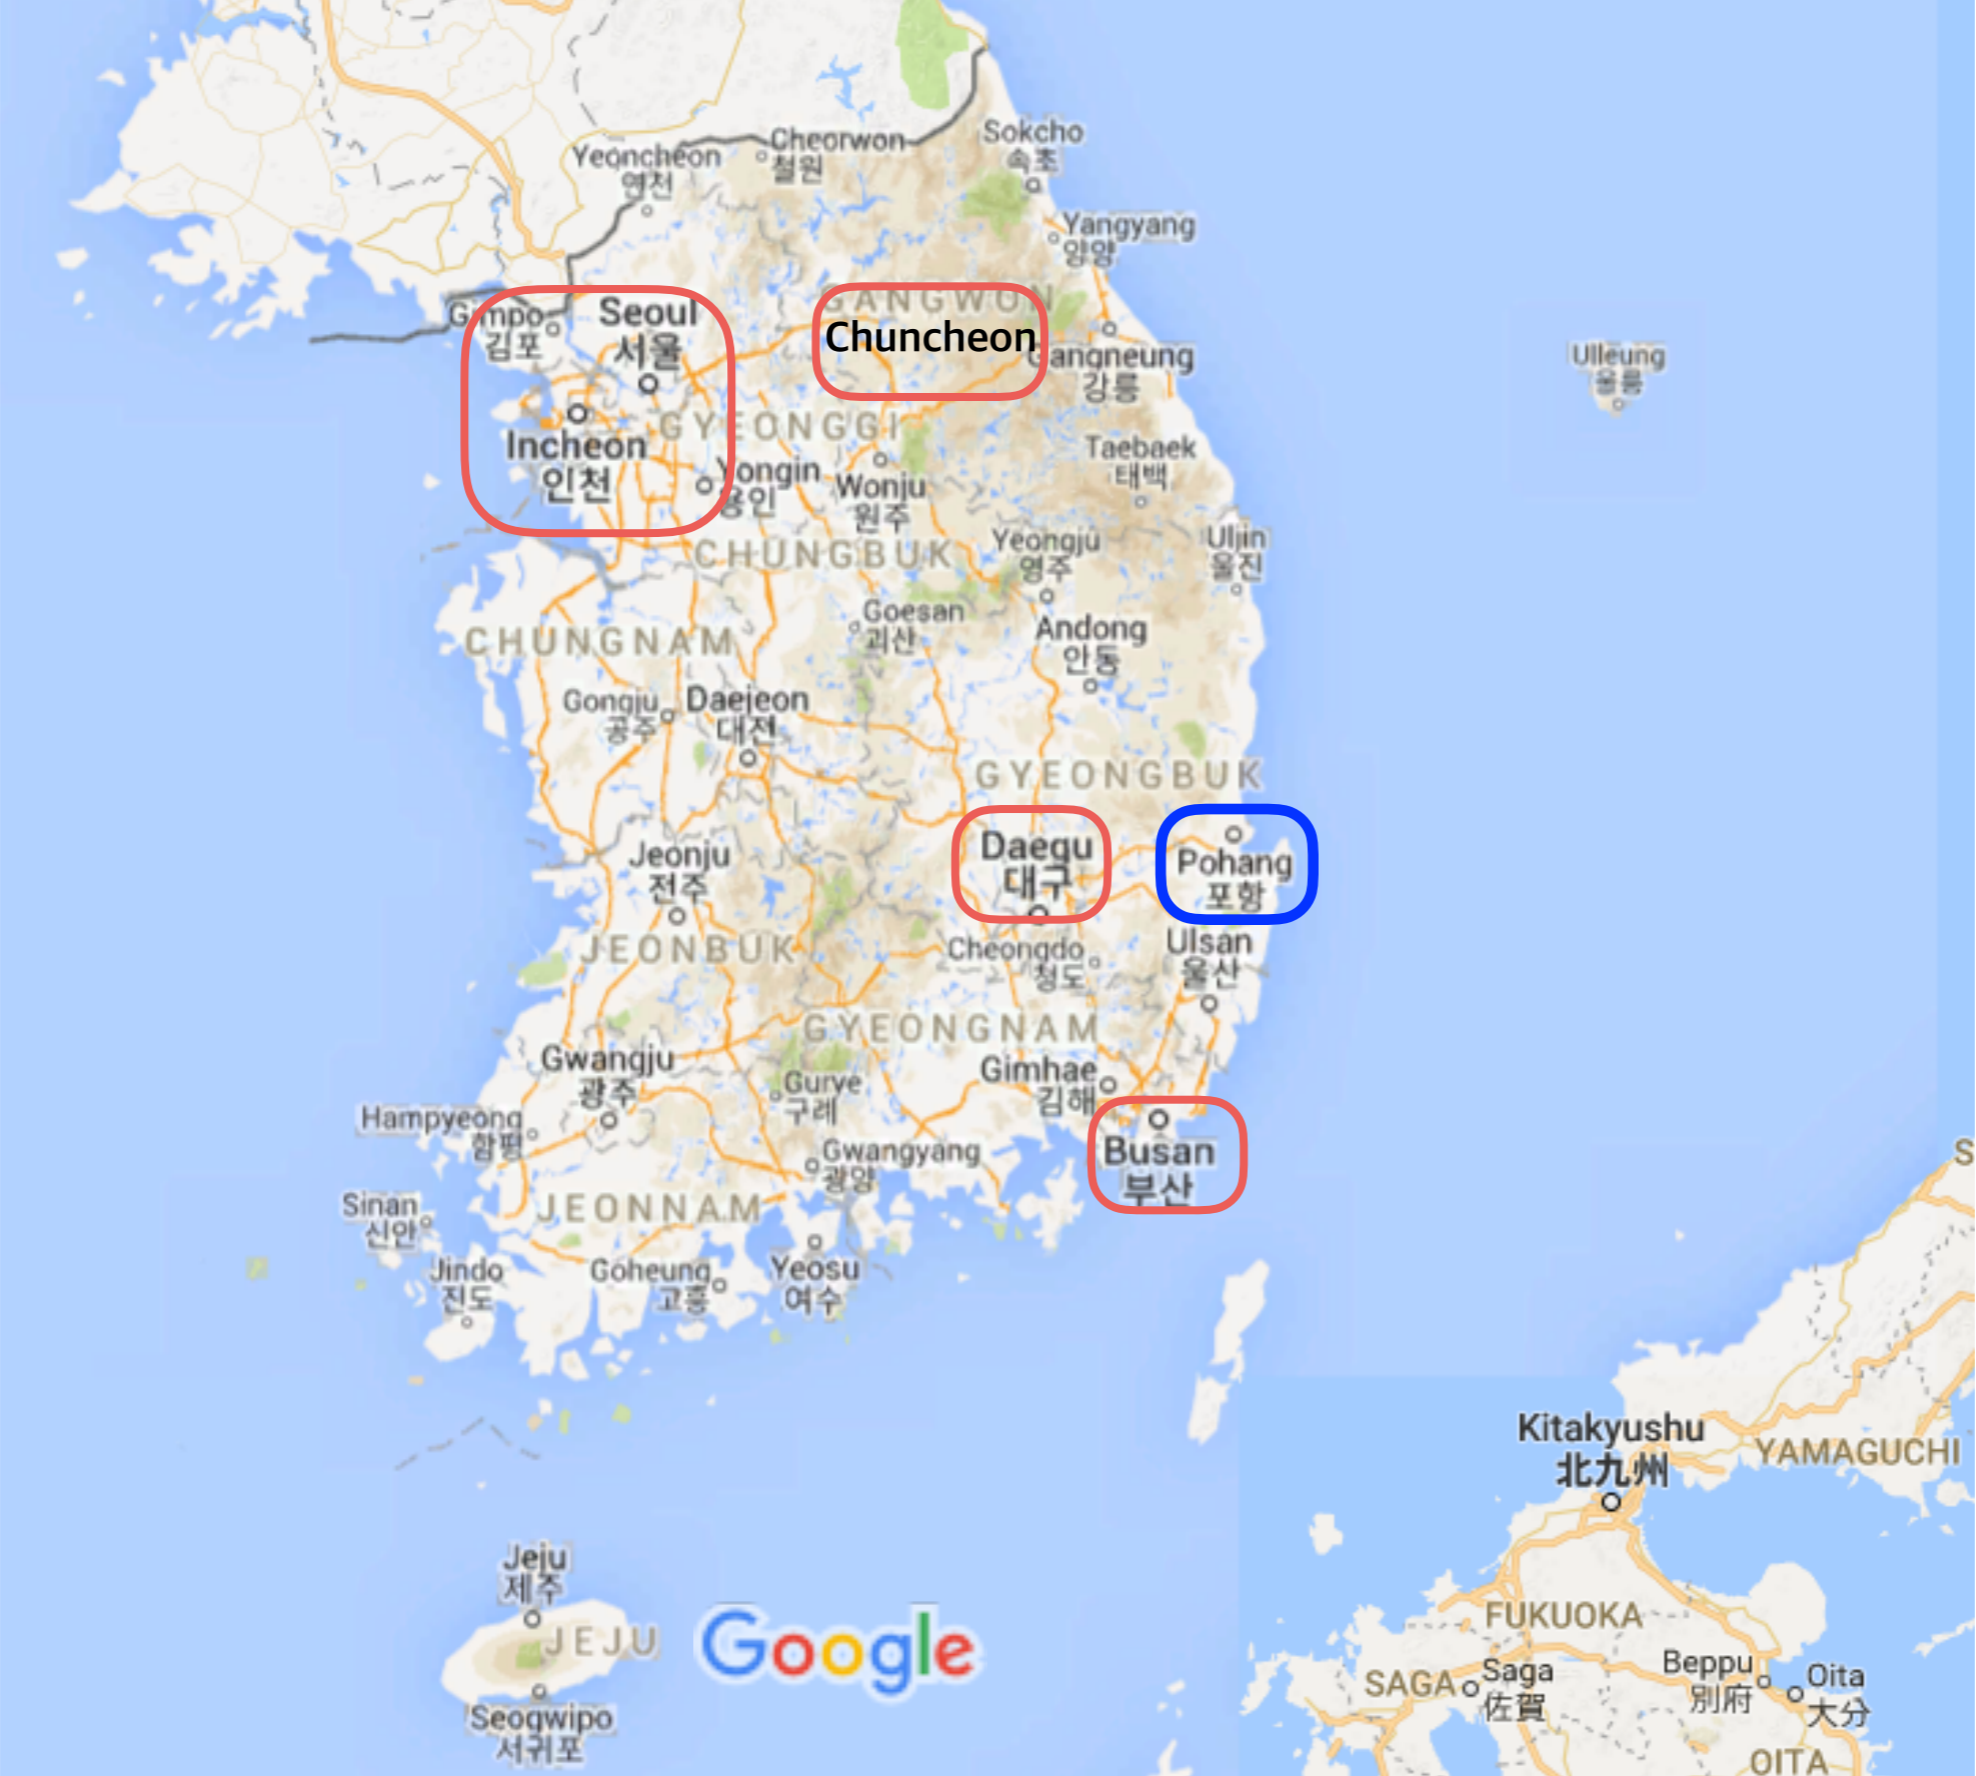 Cheorwon
철원
Sokcho
속초
Yeoncheon
연천
Yangyang
양양
GANGWON
Chuncheon
Gimpo
김포
Seoul
서울
Gangneung
강릉
Ulleung
울릉
GYEONGGI
Incheon
인천
Yongin
용인
Wonju
원주
Taebaek
태백
CHUNGBUK
Yeongju
영주
Uljin
울진
Goesan
괴산
Andong
안동
CHUNGNAM
Gongju
공주
Daejeon
대전
GYEONGBUK
Jeonju
전주
Daegu
대구
Pohang
포항
JEONBUK
Cheongdo
청도
Ulsan
울산
GYEONGNAM
Gwangju
광주
Gurye
구례
Gimhae
김해
Hampyeong
함평
Gwangyang
광양
Busan
부산
Sinan
신안
JEONNAM
Jindo
진도
Goheung
고흥
Yeosu
여수
S
Kitakyushu
北九州
YAMAGUCHI
Jeju
제주
JEJU
Google
Seogwipo
서귀포
FUKUOKA
SAGA
Saga
佐賀
Beppu
別府
Oita
大分
OITA